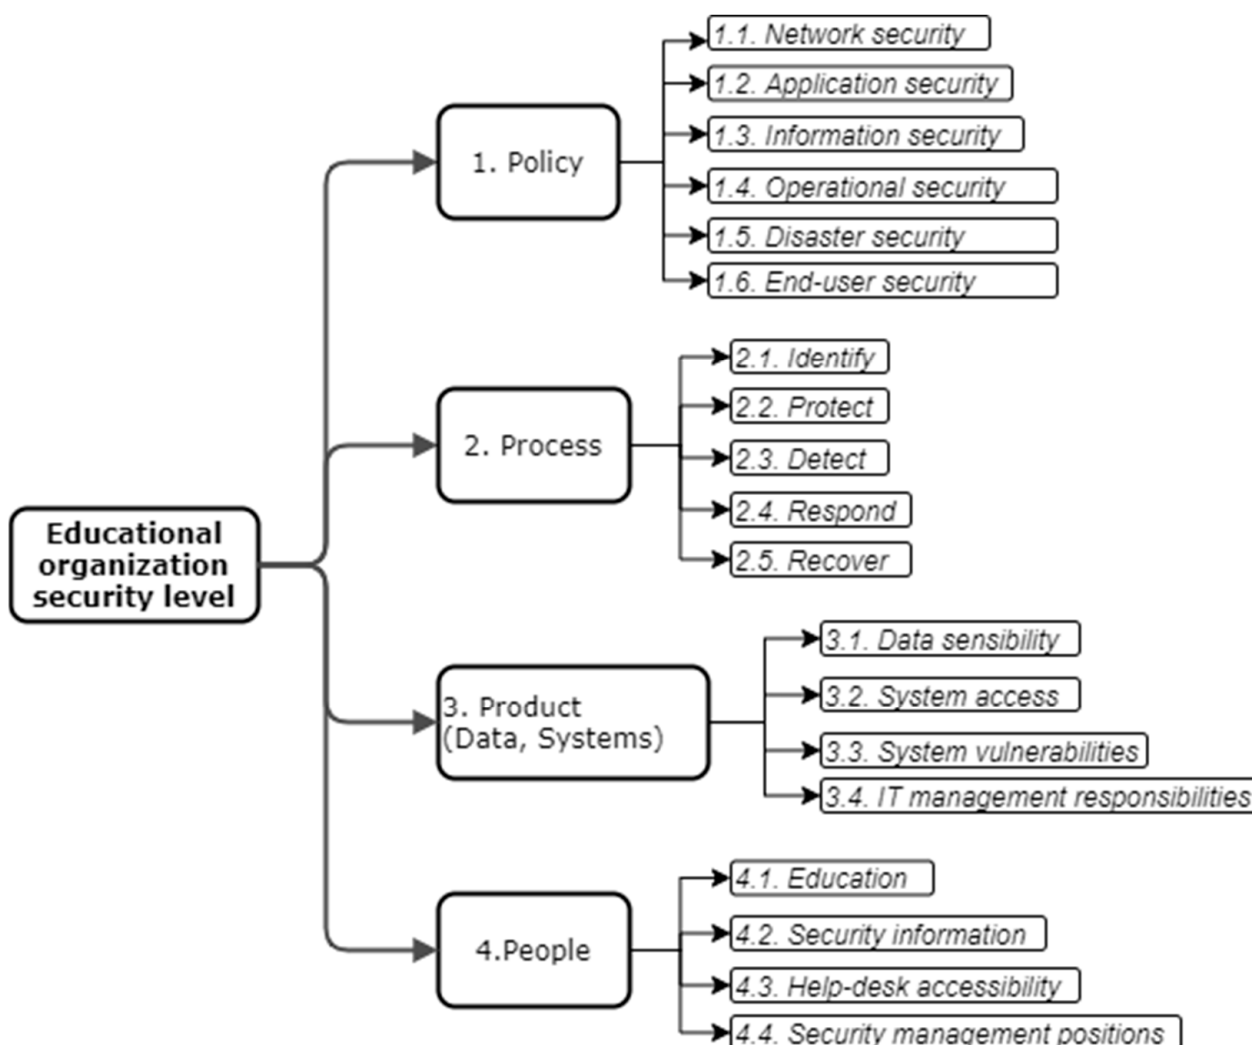 Educational
organization
security level
1. Policy
1.1. Network security
1.2. Application security
1.3. Information security
1.4. Operational security
1.5. Disaster security
1.6. End-user security
2. Process
2.1. Identify
2.2. Protect
2.3. Detect
2.4. Respond
2.5. Recover
3. Product
(Data, Systems)
3.1. Data sensibility
3.2. System access
3.3. System vulnerabilities
3.4. IT management responsibilities
4.People
4.1. Education
4.2. Security information
4.3. Help-desk accessibility
4.4. Security management positions